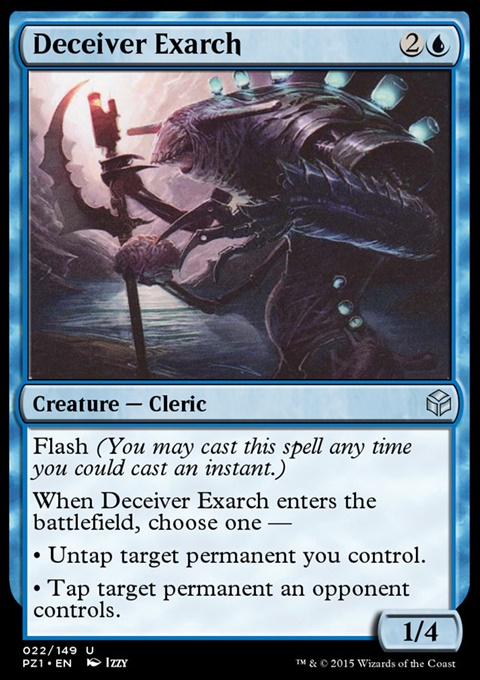 Deceiver Exarch 2
Creature — Cleric
Flash (You may cast this spell any time
you could cast an instant.)
When Deceiver Exarch enters the
battlefield, choose one —
• Untap target permanent you control.
• Tap target permanent an opponent
controls.
1/4
022/149 U
PZ1 • EN Izzy
™ & © 2015 Wizards of the Coast